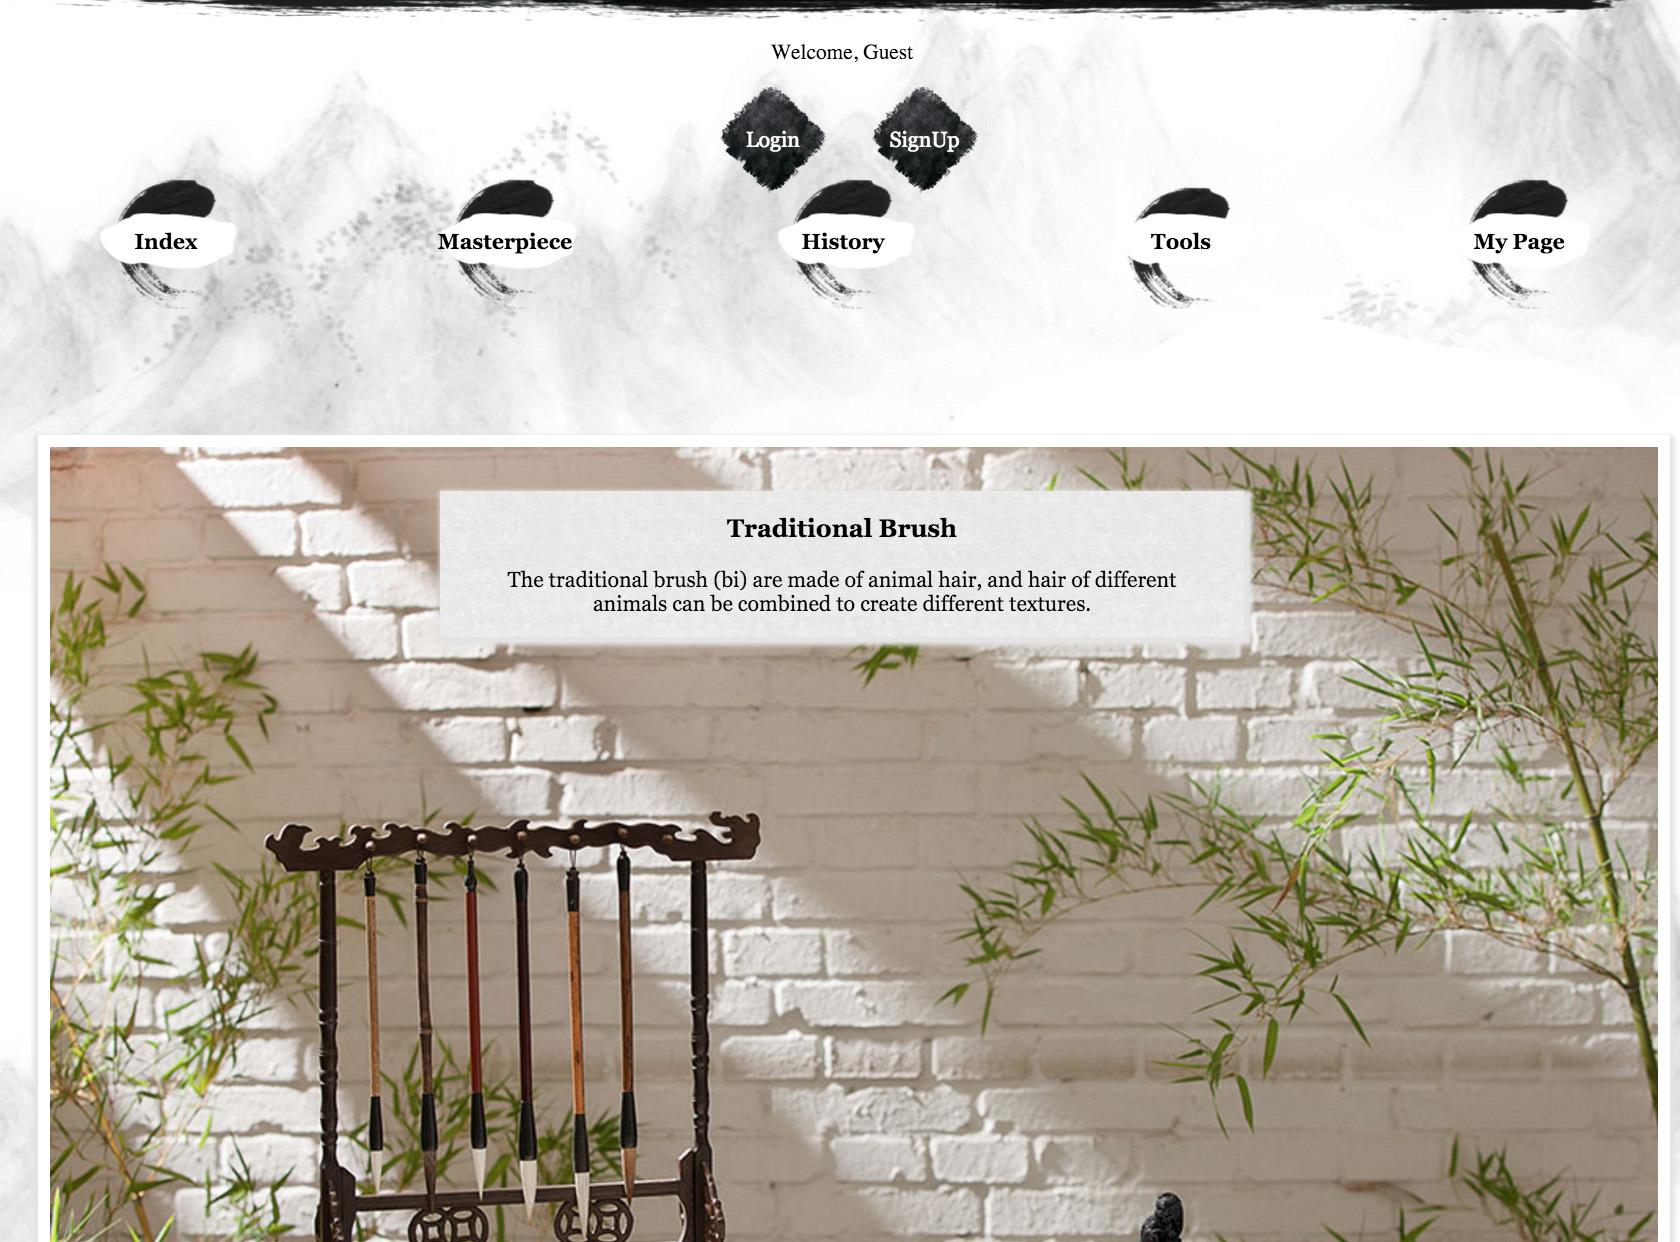 Welcome, Guest
Login
SignUp
Index
Masterpiece
History
Tools
My Page
Traditional Brush
The traditional brush (bi) are made of animal hair, and hair of different
animals can be combined to create different textures.